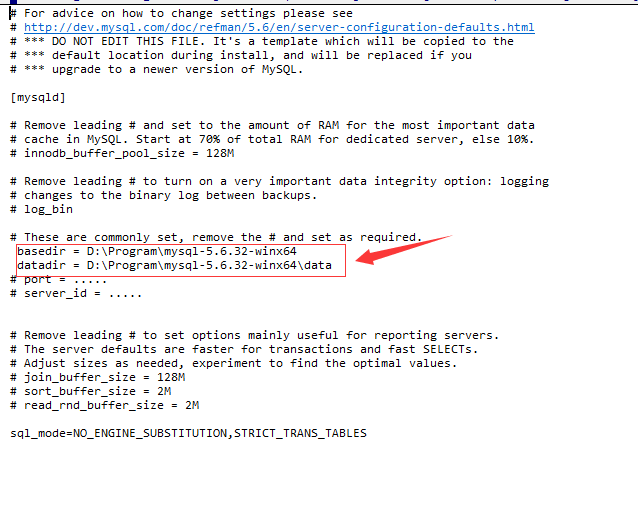 # For advice on how to change settings please see
# http://dev.mysql.com/doc/refman/5.6/en/server-configuration-defaults.html
# *** DO NOT EDIT THIS FILE. It's a template which will be copied to the
# *** default location during install, and will be replaced if you
# *** upgrade to a newer version of MySQL.
[mysqld]
# Remove leading # and set to the amount of RAM for the most important data
# cache in MySQL. Start at 70% of total RAM for dedicated server, else 10%.
# innodb_buffer_pool_size = 128M
# Remove leading # to turn on a very important data integrity option: logging
# changes to the binary log between backups.
# log_bin
# These are commonly set, remove the # and set as required.
basedir = D:\Program\mysql-5.6.32-winx64
datadir = D:\Program\mysql-5.6.32-winx64\data
# port = .....
# server_id = .....
# Remove leading # to set options mainly useful for reporting servers.
# The server defaults are faster for transactions and fast SELECTs.
# Adjust sizes as needed, experiment to find the optimal values.
# join_buffer_size = 128M
# sort_buffer_size = 2M
# read_rnd_buffer_size = 2M
sql_mode=NO_ENGINE_SUBSTITUTION,STRICT_TRANS_TABLES